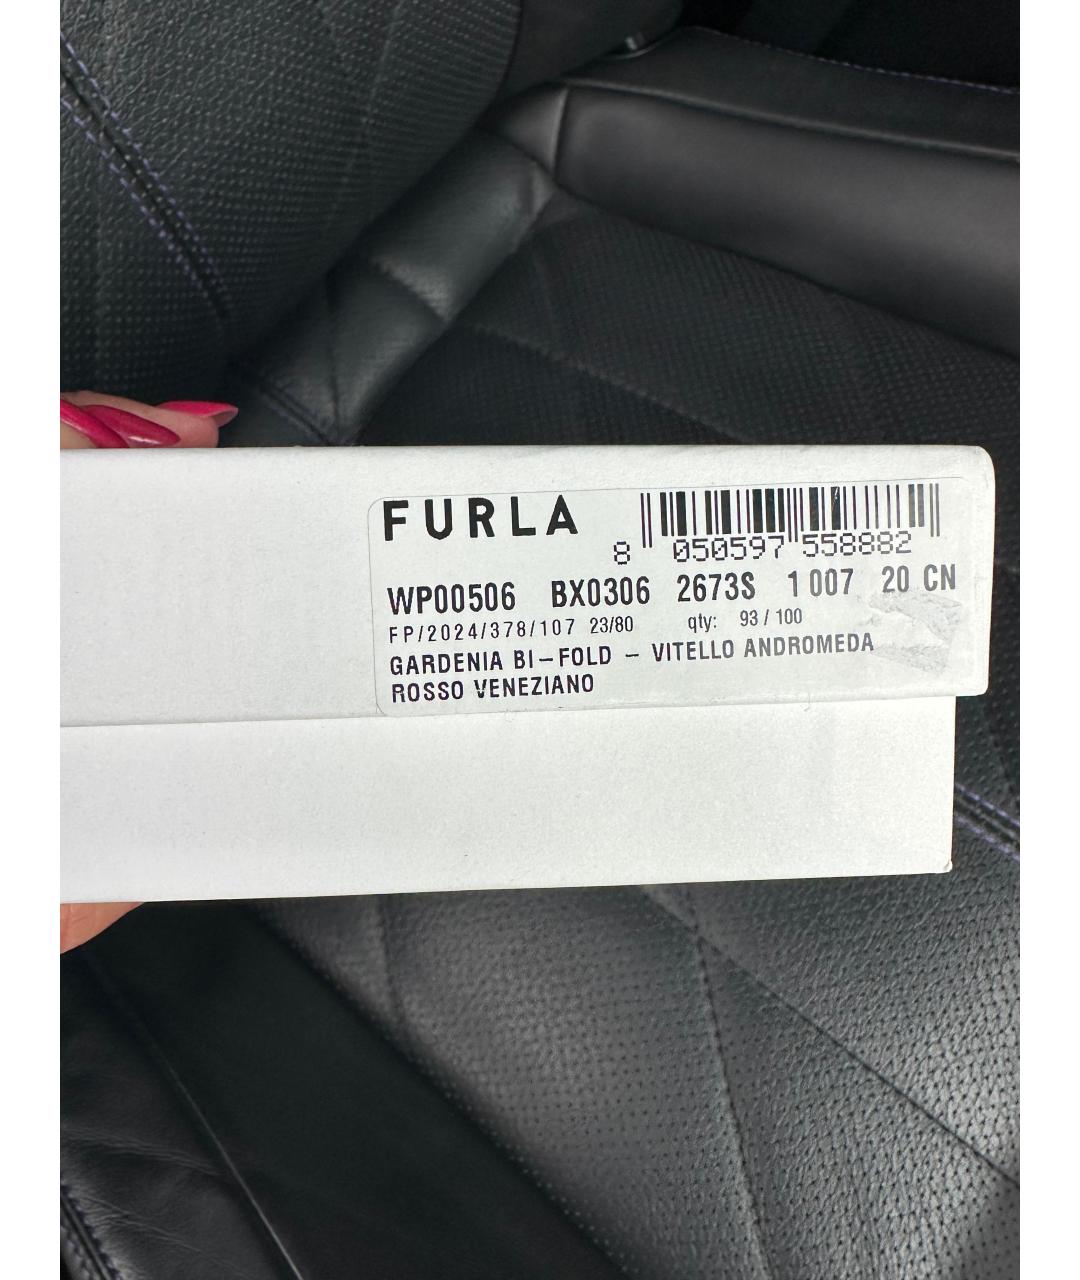 FURLA
8 050597 558882
WP00506 BX0306 2673S 1 007 20 CN
FP/2024/378/107 23/80 qty: 93 / 100
GARDENIA BI-FOLD - VITELLO ANDROMEDA
ROSSO VENEZIANO